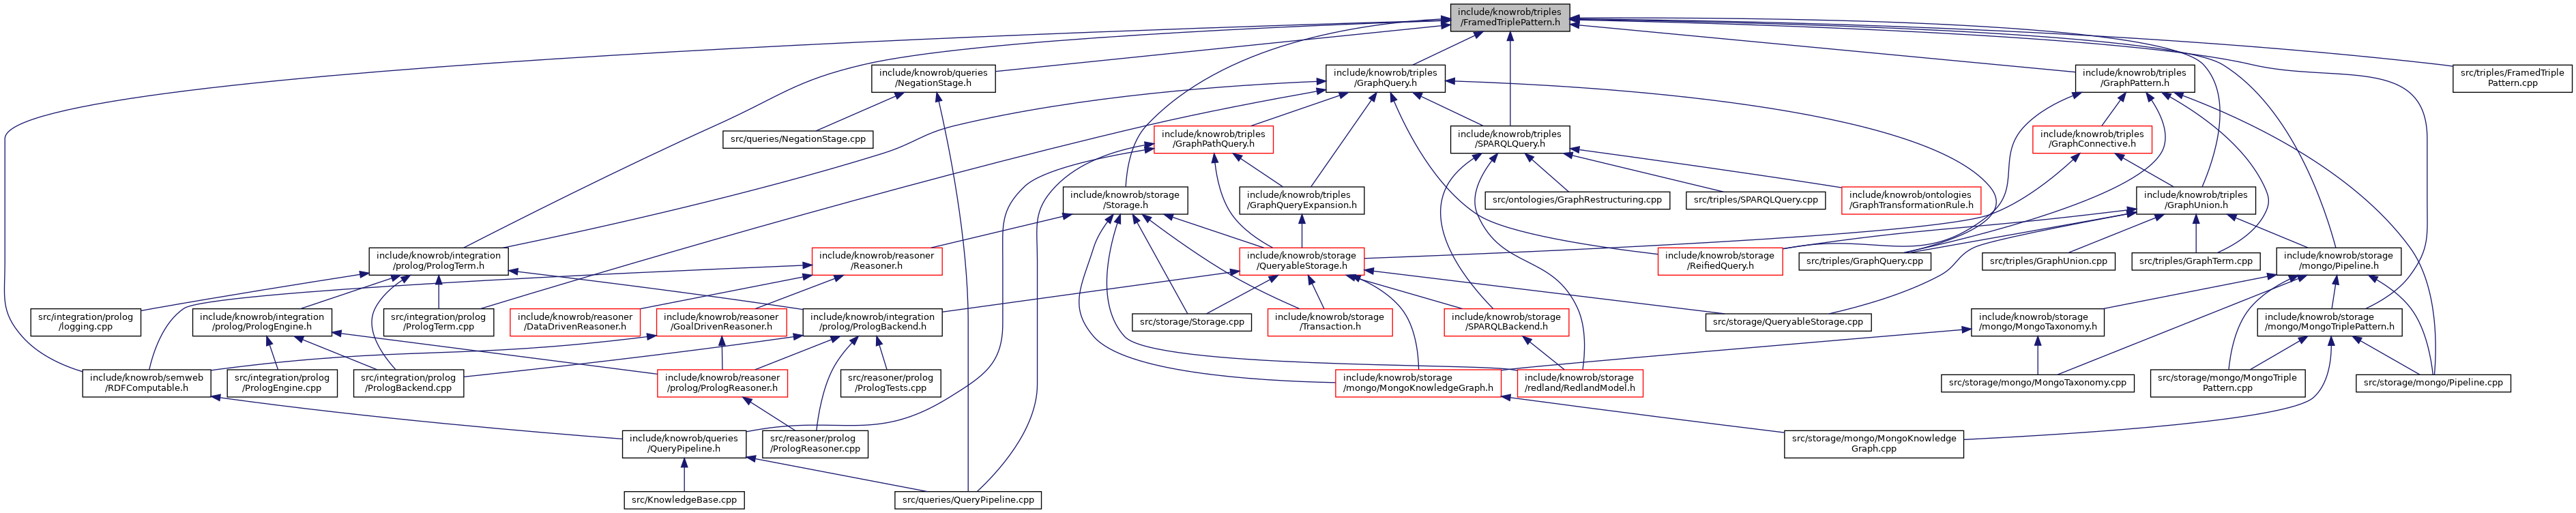 include/knowrob/triples
/FramedTriplePattern.h
include/knowrob/queries
/NegationStage.h
include/knowrob/triples
/GraphQuery.h
include/knowrob/triples
/GraphPattern.h
src/triples/FramedTriple
Pattern.cpp
src/queries/NegationStage.cpp
include/knowrob/triples
/GraphPathQuery.h
include/knowrob/triples
/SPARQLQuery.h
include/knowrob/triples
/GraphConnective.h
include/knowrob/storage
/Storage.h
include/knowrob/triples
/GraphQueryExpansion.h
src/ontologies/GraphRestructuring.cpp
src/triples/SPARQLQuery.cpp
include/knowrob/ontologies
/GraphTransformationRule.h
include/knowrob/triples
/GraphUnion.h
include/knowrob/integration
/prolog/PrologTerm.h
include/knowrob/reasoner
/Reasoner.h
include/knowrob/storage
/QueryableStorage.h
include/knowrob/storage
/ReifiedQuery.h
src/triples/GraphQuery.cpp
src/triples/GraphUnion.cpp
src/triples/GraphTerm.cpp
include/knowrob/storage
/mongo/Pipeline.h
src/integration/prolog
/logging.cpp
include/knowrob/integration
/prolog/PrologEngine.h
src/integration/prolog
/PrologTerm.cpp
include/knowrob/reasoner
/DataDrivenReasoner.h
include/knowrob/reasoner
/GoalDrivenReasoner.h
include/knowrob/integration
/prolog/PrologBackend.h
src/storage/Storage.cpp
include/knowrob/storage
/Transaction.h
include/knowrob/storage
/SPARQLBackend.h
src/storage/QueryableStorage.cpp
include/knowrob/storage
/mongo/MongoTaxonomy.h
include/knowrob/storage
/mongo/MongoTriplePattern.h
include/knowrob/semweb
/RDFComputable.h
src/integration/prolog
/PrologEngine.cpp
src/integration/prolog
/PrologBackend.cpp
include/knowrob/reasoner
/prolog/PrologReasoner.h
src/reasoner/prolog
/PrologTests.cpp
include/knowrob/storage
/mongo/MongoKnowledgeGraph.h
include/knowrob/storage
/redland/RedlandModel.h
src/storage/mongo/MongoTaxonomy.cpp
src/storage/mongo/MongoTriple
Pattern.cpp
src/storage/mongo/Pipeline.cpp
include/knowrob/queries
/QueryPipeline.h
src/reasoner/prolog
/PrologReasoner.cpp
src/storage/mongo/MongoKnowledge
Graph.cpp
src/KnowledgeBase.cpp
src/queries/QueryPipeline.cpp